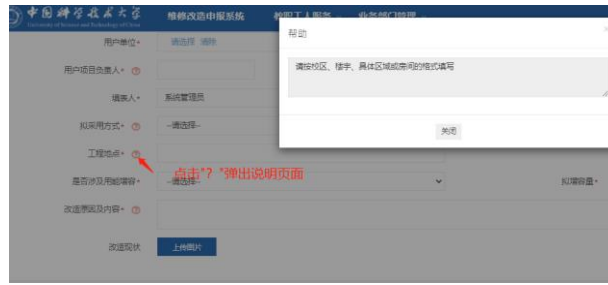 中国科学技术大学
University of Science and Technology of China
维修改造申报系统
教职工人服务
业务部门管理
帮助
×
请按校区、楼宇、具体区域或房间的格式填写
关闭
用户单位*
请选择 清除
用户项目负责人* ?
填表人*
系统管理员
拟采用方式* ?
--请选择--
工程地点* ?
点击"？"弹出说明页面
是否涉及用能增容*
--请选择--
拟增容量*
改造原因及内容* ?
改造现状
上传图片